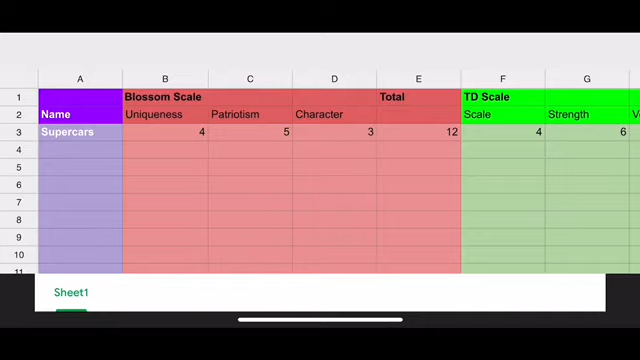 A B C D E F G
1 Blossom Scale Total TD Scale
2 Name Uniqueness Patriotism Character Scale Strength
3 Supercars 4 5 3 12 4 6
4
5
6
7
8
9
10
11
Sheet1